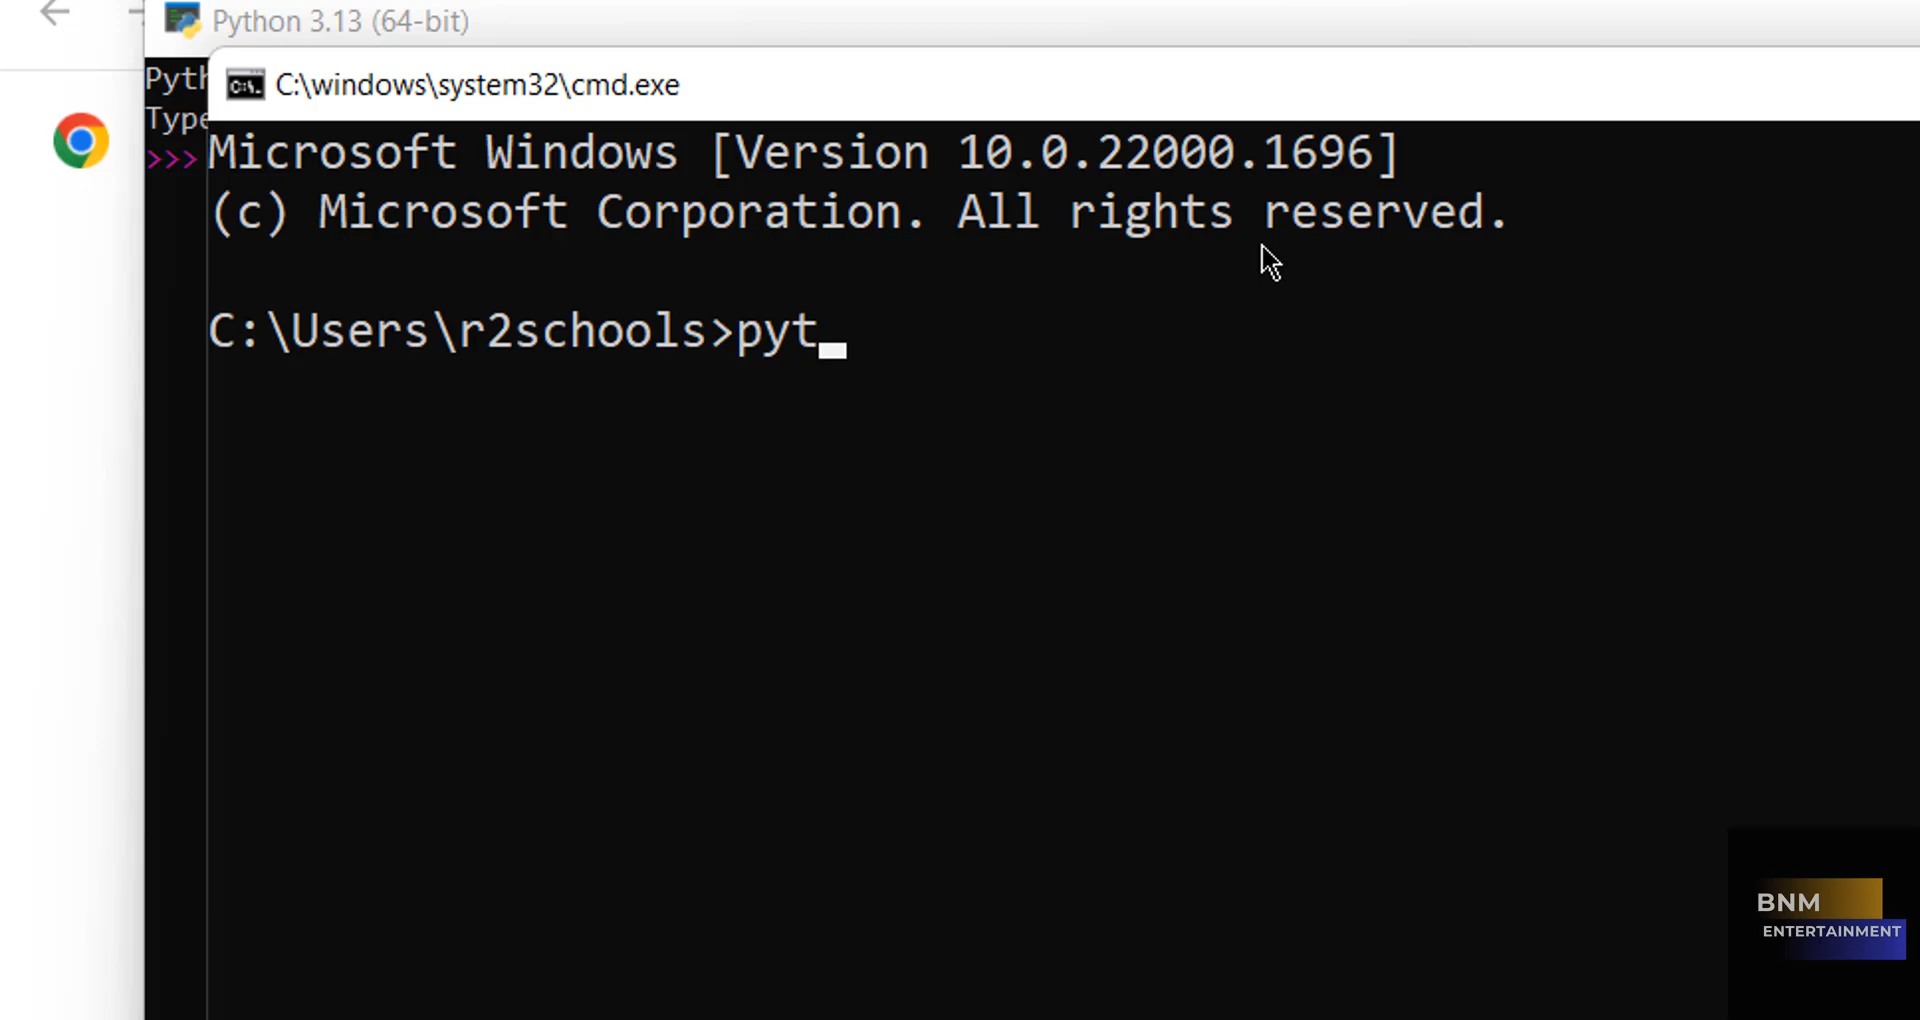 Python 3.13 (64-bit)
C:\windows\system32\cmd.exe
Type
>>>
Microsoft Windows [Version 10.0.22000.1696]
(c) Microsoft Corporation. All rights reserved.
C:\Users\r2schools>pyt
BNM
ENTERTAINMENT